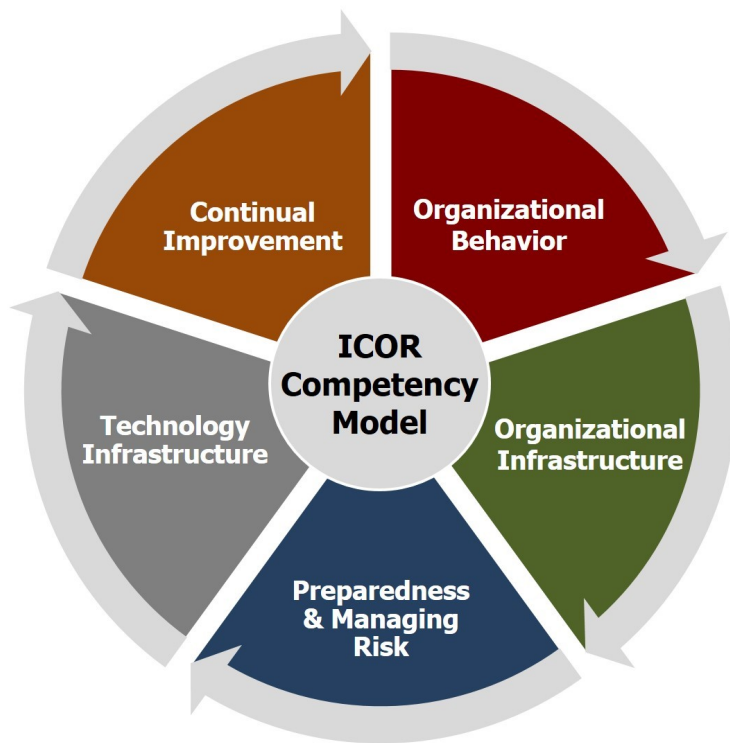 ICOR
Competency
Model
Organizational
Behavior
Organizational
Infrastructure
Preparedness
& Managing
Risk
Technology
Infrastructure
Continual
Improvement